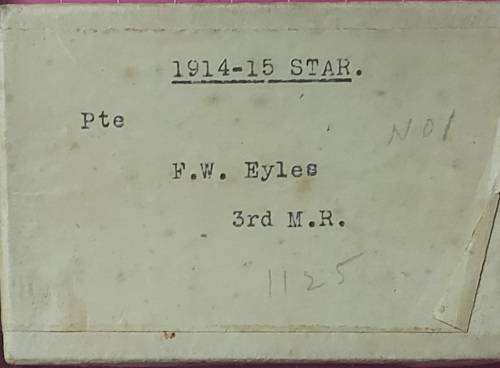 1914-15 STAR.
Pte
NO1
F.W. Eyles
3rd M.R.
1125